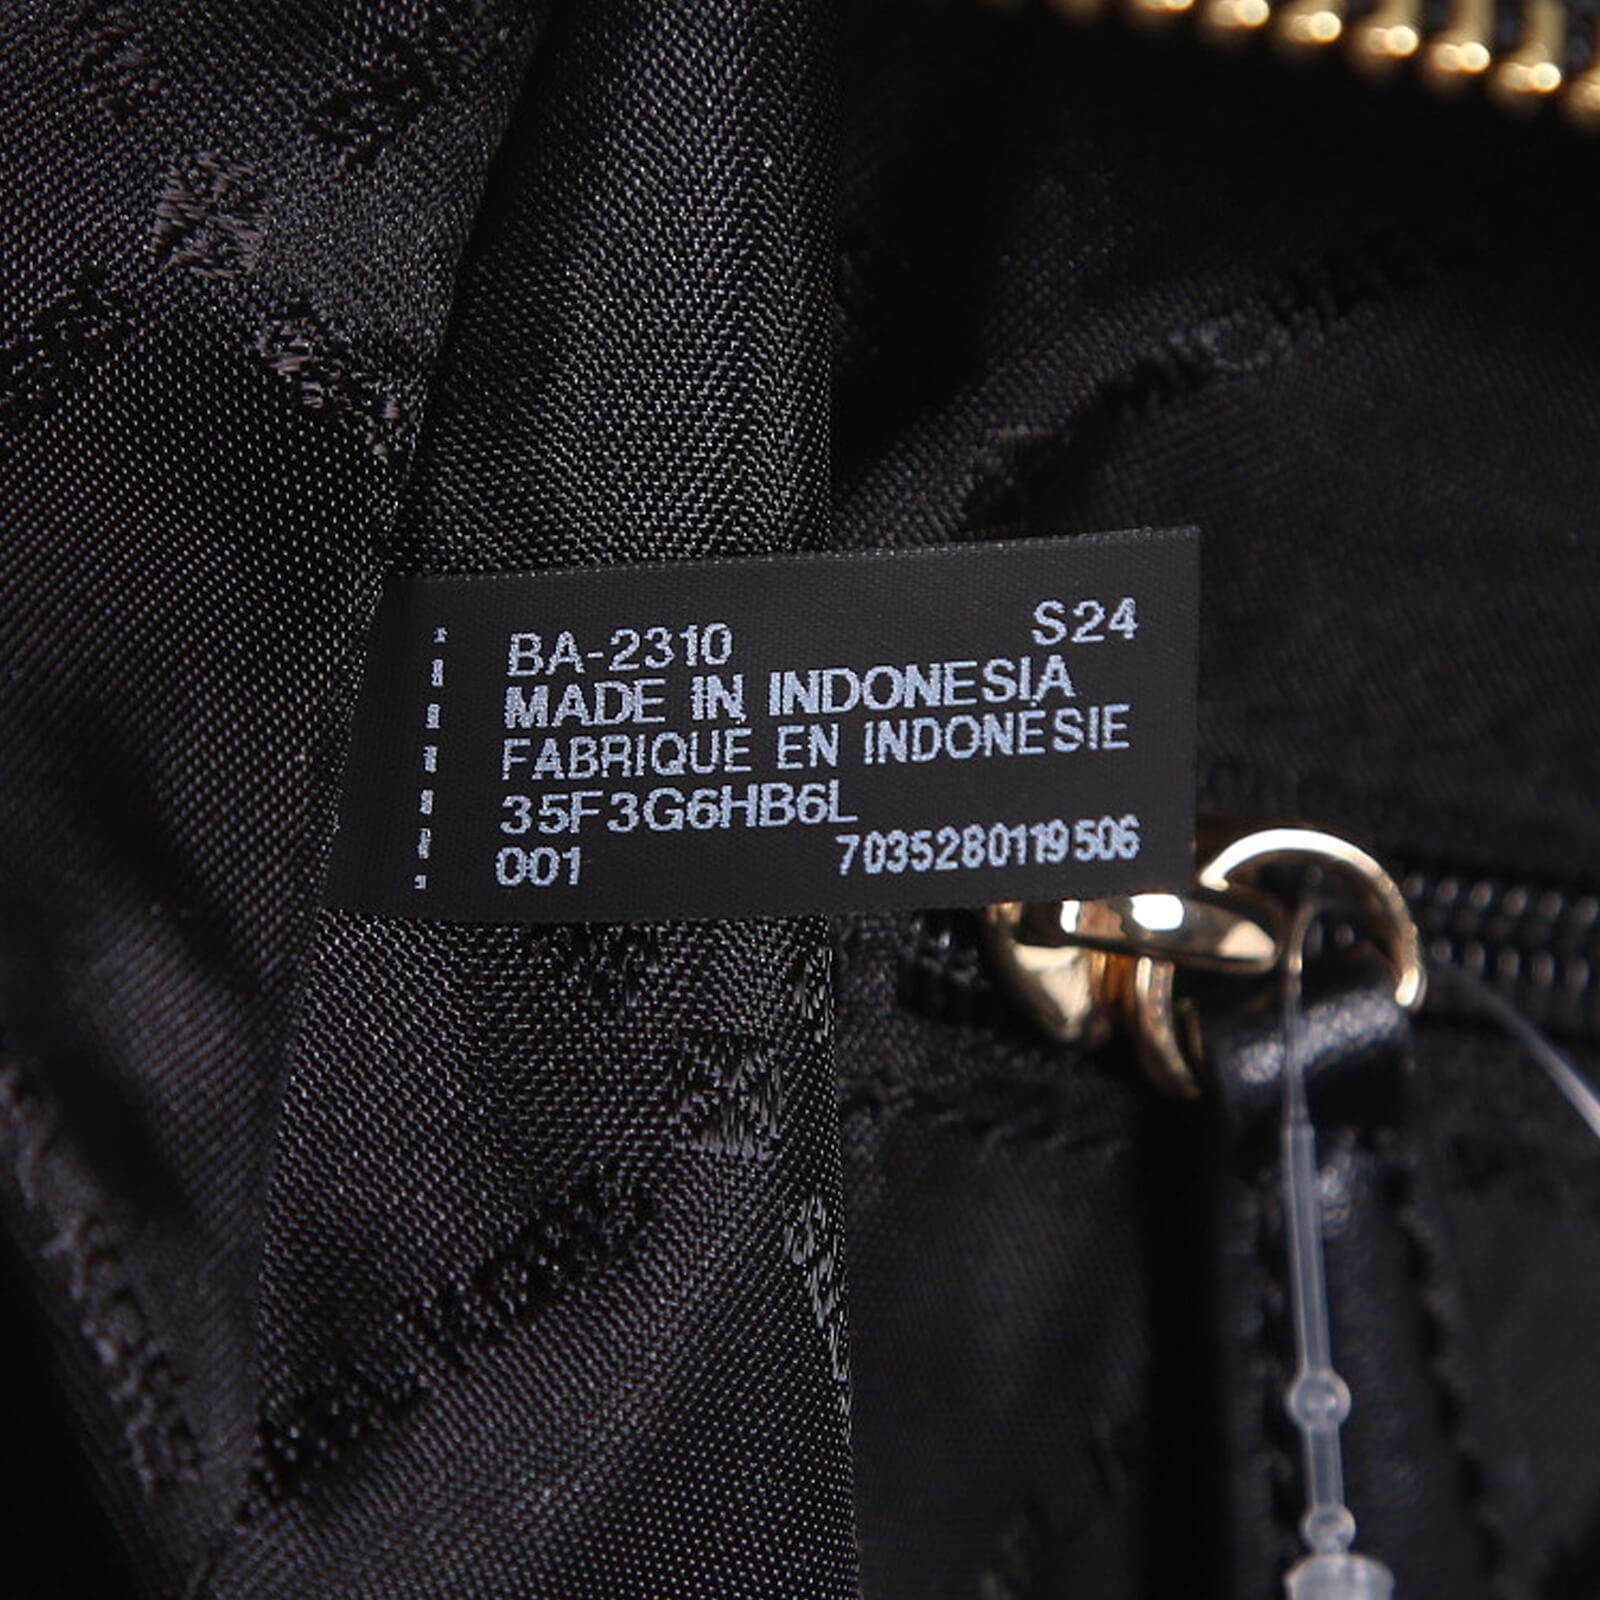 BA-2310 S24
MADE IN INDONESIA
FABRIQUE EN INDONESIE
35F3G6HB6L
001 7035280119506